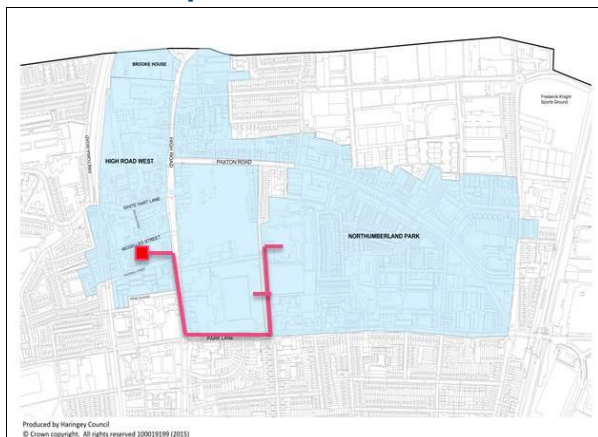 BROOKE HOUSE
Frederick Knight
Sports Ground
HIGH ROAD
HIGH ROAD WEST
PAXTON ROAD
WHITE HART LANE
NORTHUMBERLAND PARK
MOSELLE STREET
PARK LANE
Produced by Haringey Council
© Crown copyright. All rights reserved 100019199 (2015)